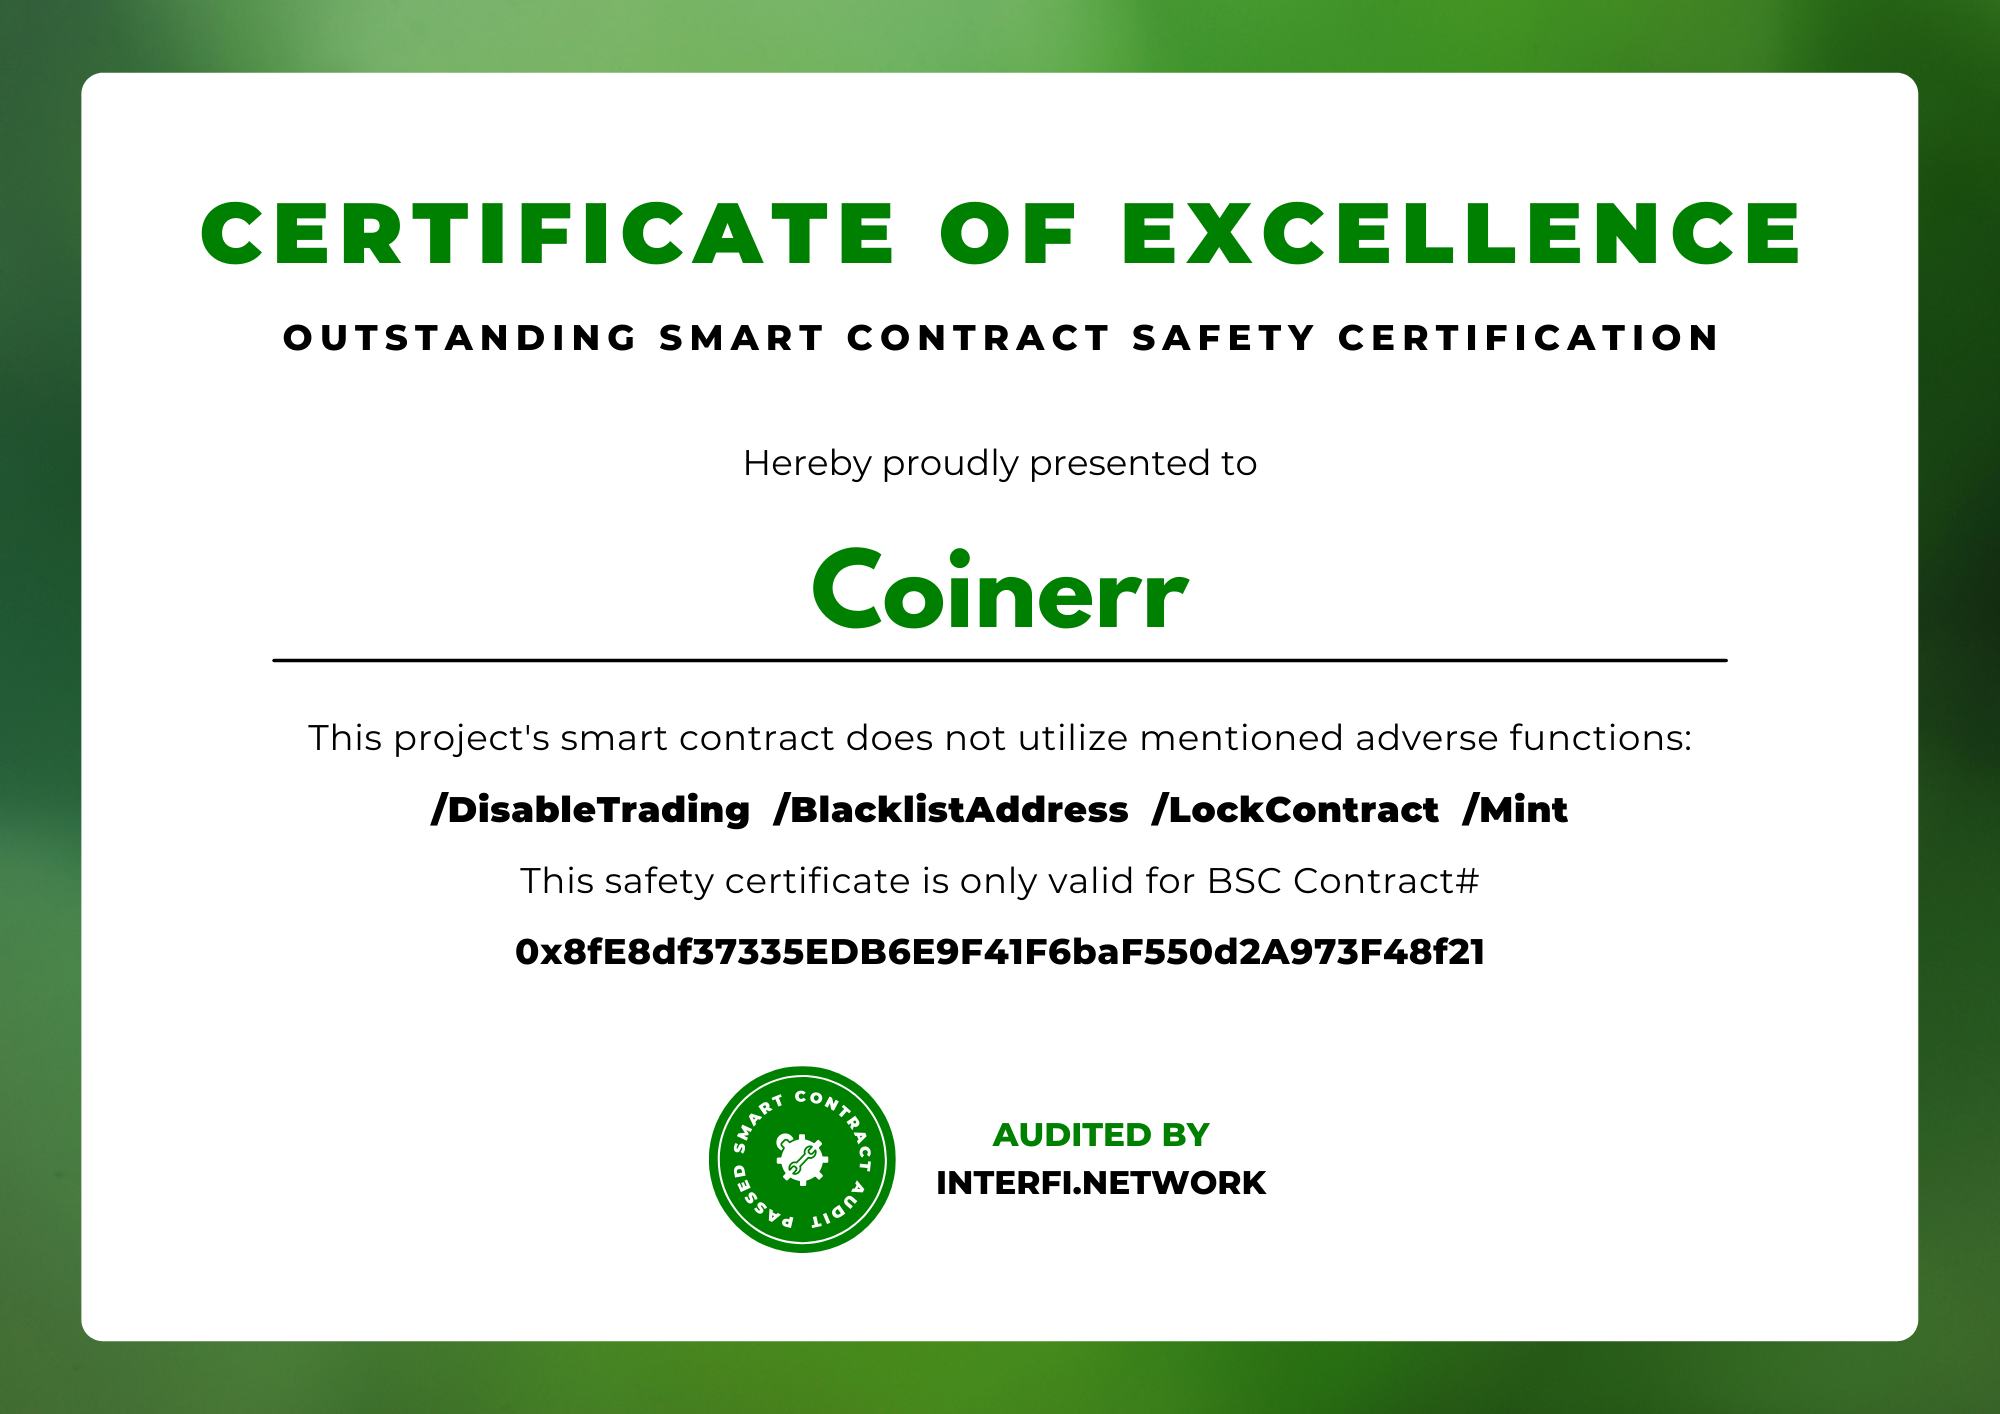 CERTIFICATE OF EXCELLENCE
OUTSTANDING SMART CONTRACT SAFETY CERTIFICATION
Hereby proudly presented to
Coinerr
This project's smart contract does not utilize mentioned adverse functions:
/DisableTrading /BlacklistAddress /LockContract /Mint
This safety certificate is only valid for BSC Contract#
0x8fE8df37335EDB6E9F41F6baF550d2A973F48f21
PASSED SMART CONTRACT AUDIT
AUDITED BY
INTERFI.NETWORK